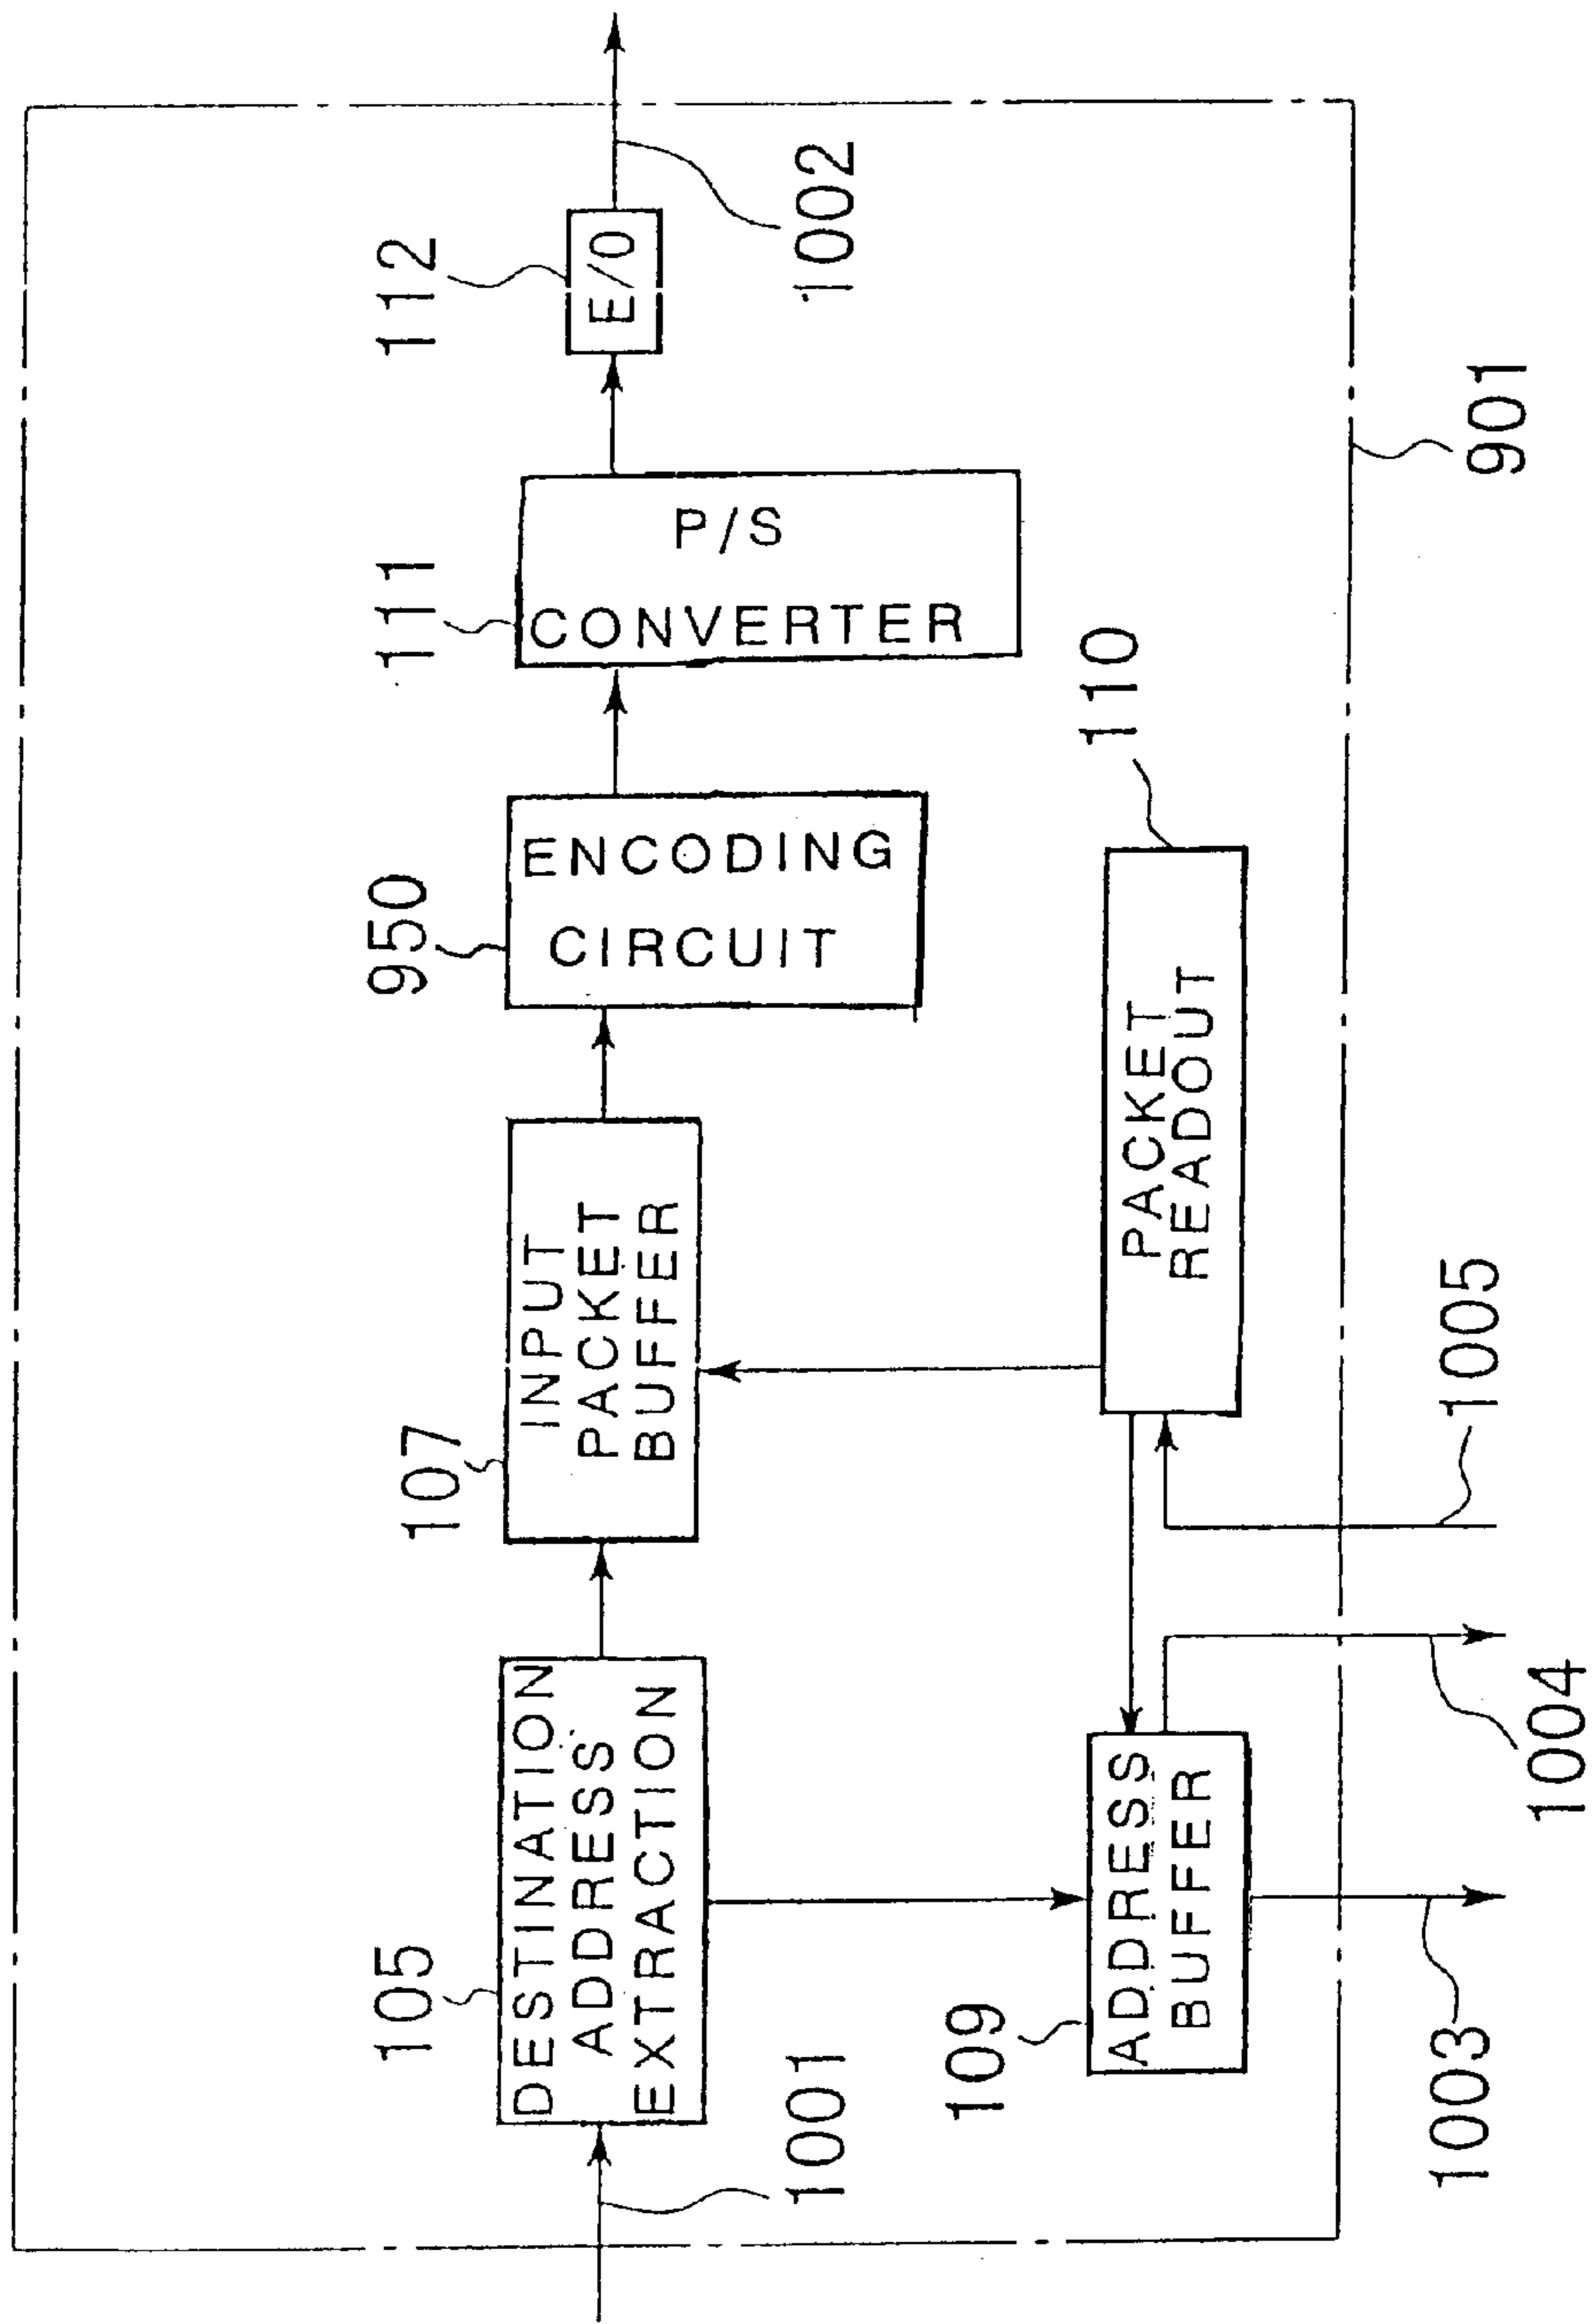 105
DESTINATION
ADDRESS
EXTRACTION
1001
107
INPUT
PACKET
BUFFER
950
ENCODING
CIRCUIT
111
P/S
CONVERTER
112
E/O
1002
109
ADDRESS
BUFFER
110
PACKET
READOUT
1003
1004
1005
901